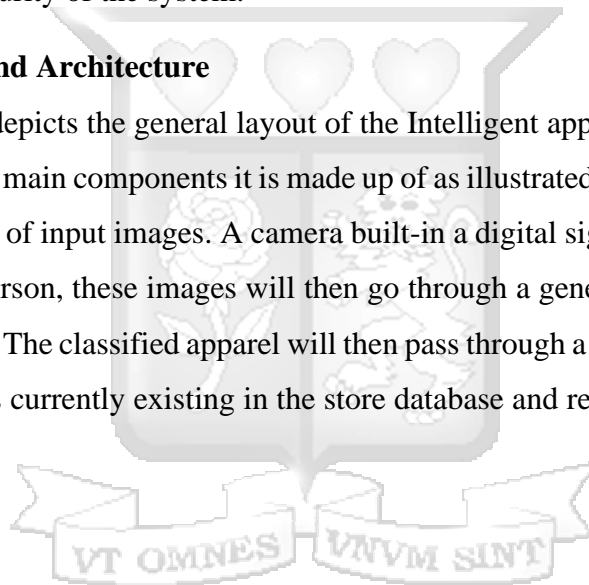 urity of the system.
nd Architecture
depicts the general layout of the Intelligent app
main components it is made up of as illustrated
of input images. A camera built-in a digital sig
erson, these images will then go through a gene
The classified apparel will then pass through a
s currently existing in the store database and re
VT OMNES VNVM SINT